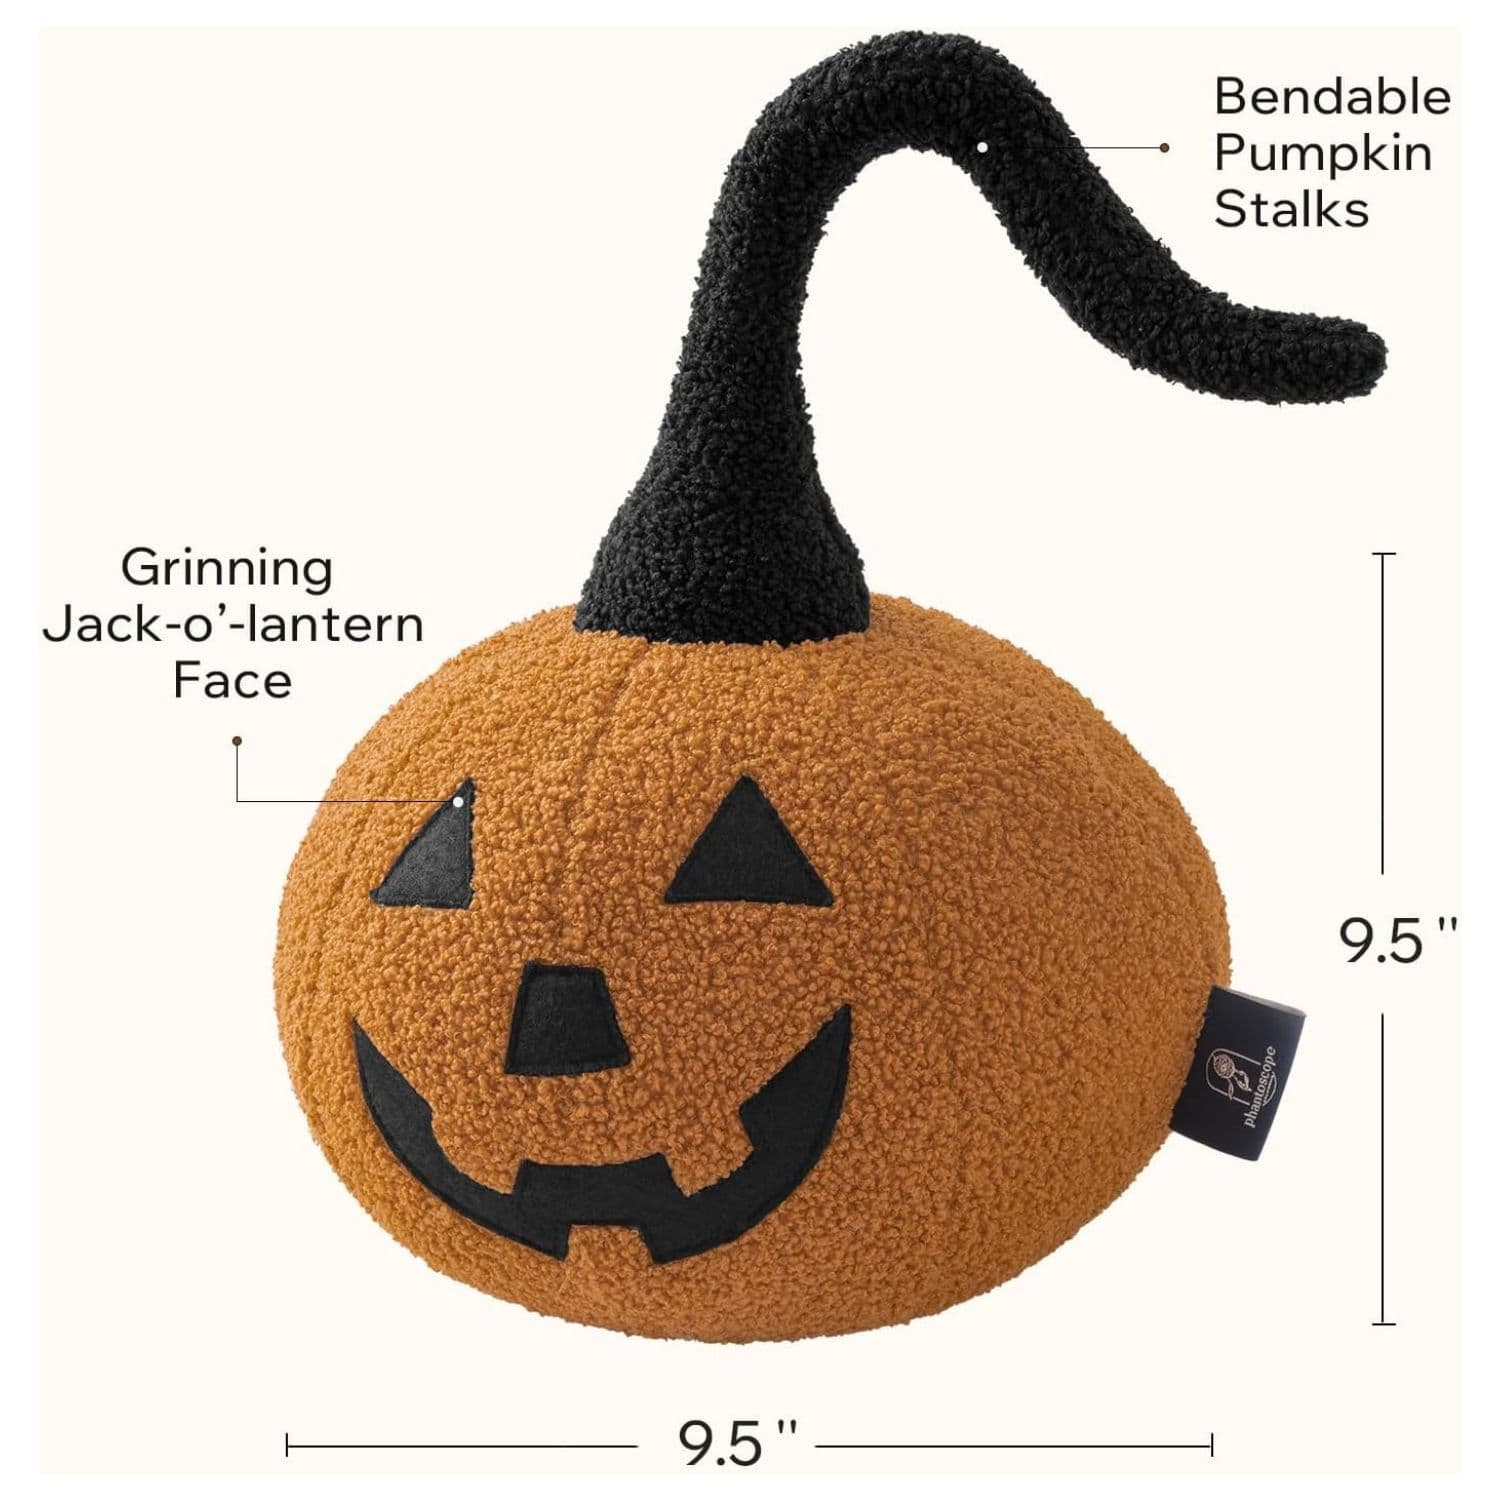 Bendable
Pumpkin
Stalks
Grinning
Jack-o’-lantern
Face
9.5"
phantoscope
9.5"